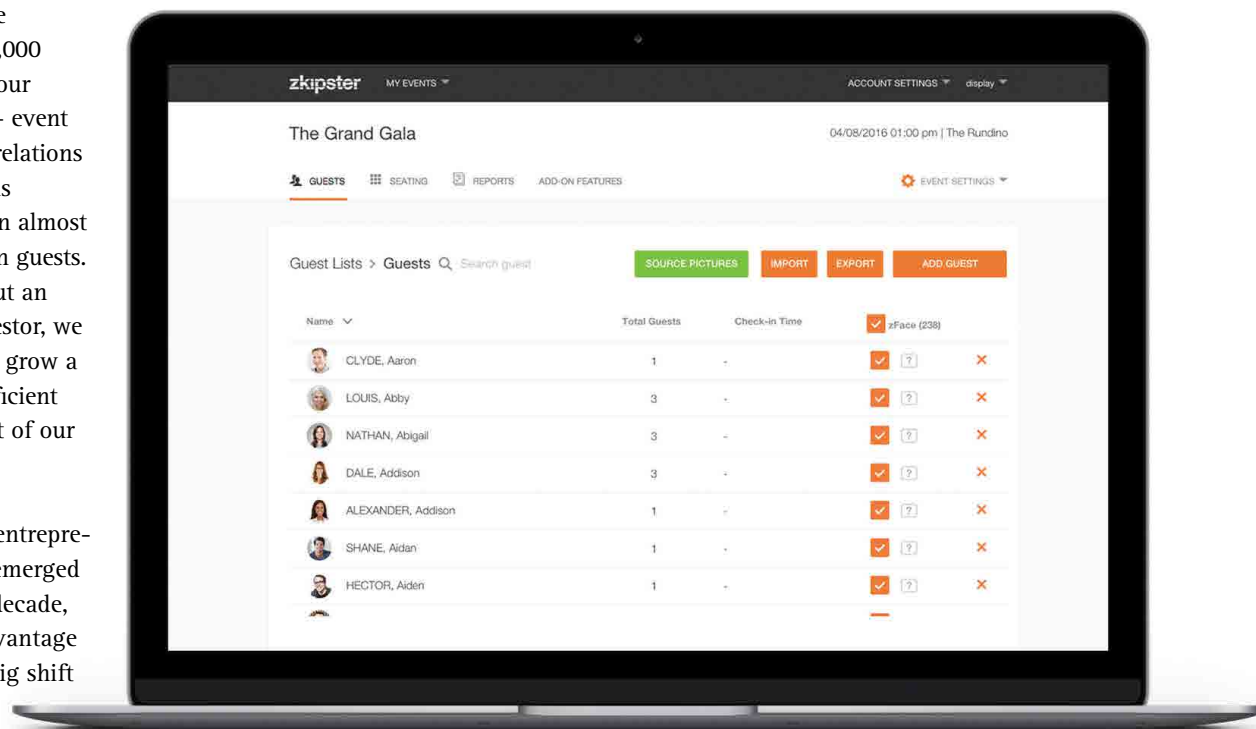 e
,000
our
- event
relations
s
n almost
n guests.
ut an
estor, we
grow a
ficient
t of our
entrepre-
emerged
lecade,
vantage
ig shift
zkipster MY EVENTS ACCOUNT SETTINGS display
The Grand Gala 04/08/2016 01:00 pm | The Rundino
GUESTS SEATING REPORTS ADD-ON FEATURES EVENT SETTINGS
Guest Lists > Guests Search guest SOURCE PICTURES IMPORT EXPORT ADD GUEST
Name Total Guests Check-in Time zFace (238)
CLYDE, Aaron 1 - ?
LOUIS, Abby 3 - ?
NATHAN, Abigail 3 - ?
DALE, Addison 3 - ?
ALEXANDER, Addison 1 - ?
SHANE, Aidan 1 - ?
HECTOR, Aiden 1 - ?